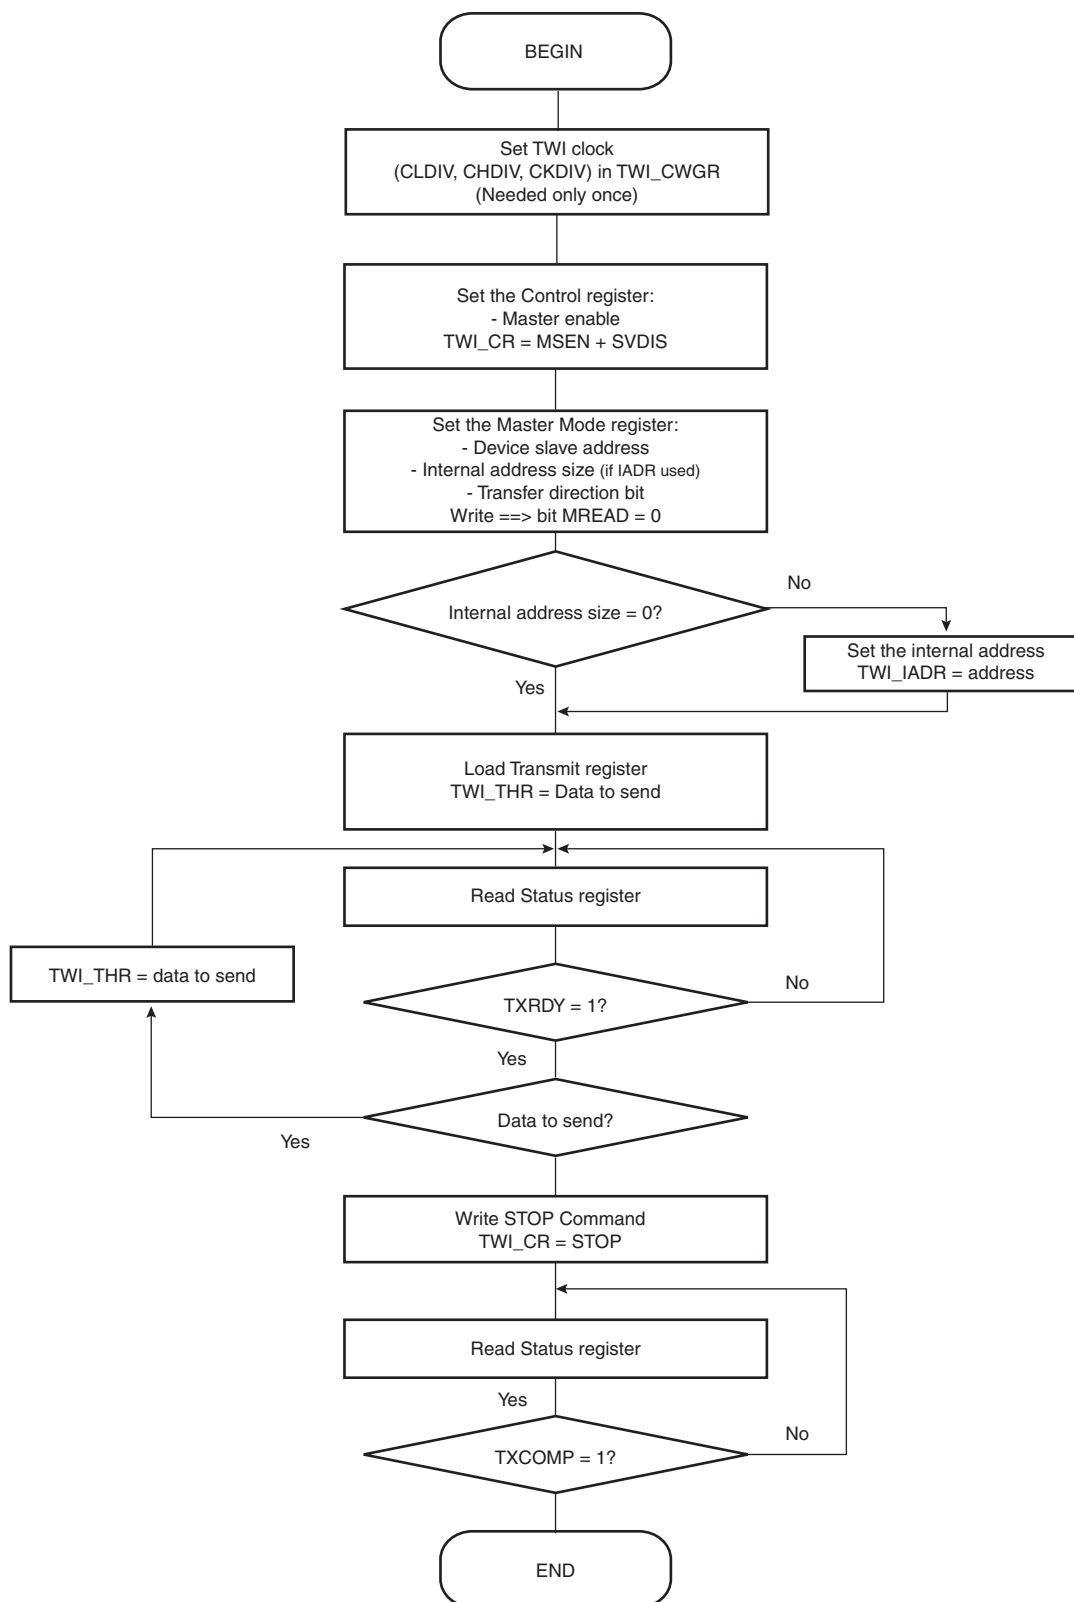 BEGIN
Set TWI clock
(CLDIV, CHDIV, CKDIV) in TWI_CWGR
(Needed only once)
Set the Control register:
- Master enable
TWI_CR = MSEN + SVDIS
Set the Master Mode register:
- Device slave address
- Internal address size (if IADR used)
- Transfer direction bit
Write ==> bit MREAD = 0
Internal address size = 0?
No
Set the internal address
TWI_IADR = address
Yes
Load Transmit register
TWI_THR = Data to send
Read Status register
TWI_THR = data to send
TXRDY = 1?
No
Yes
Data to send?
Yes
Write STOP Command
TWI_CR = STOP
Read Status register
Yes
TXCOMP = 1?
No
END